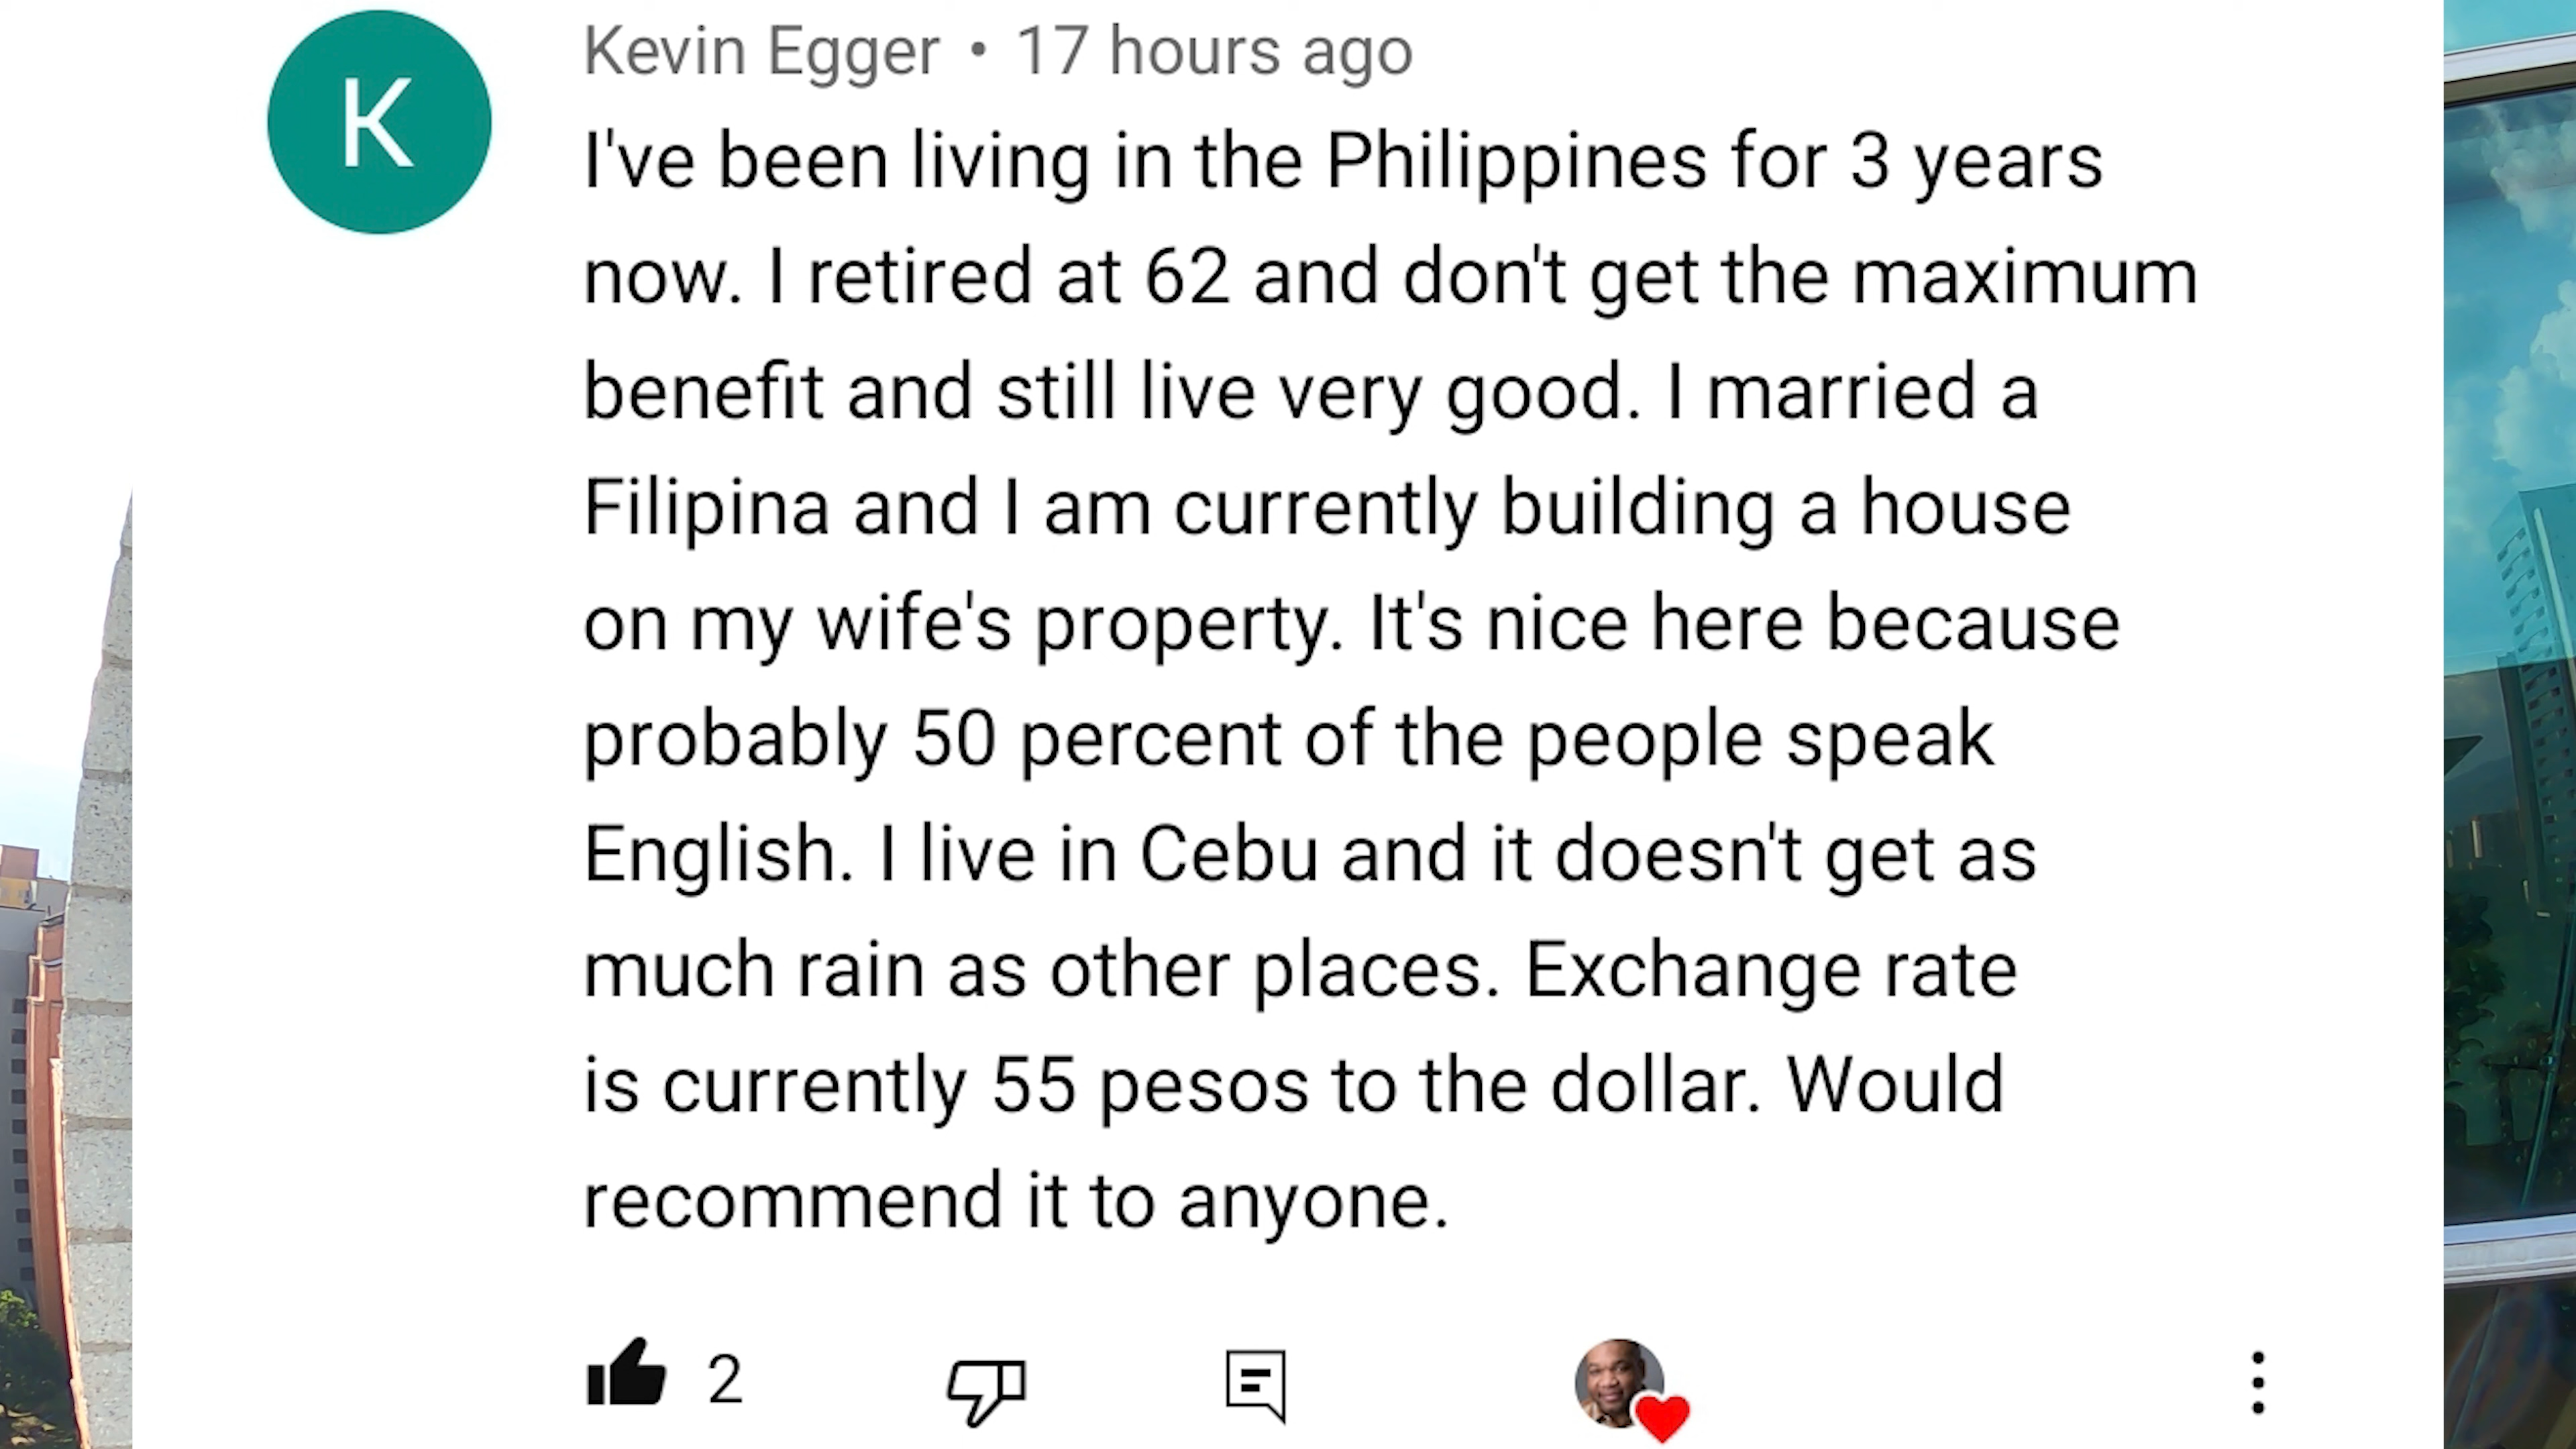 K
Kevin Egger • 17 hours ago
I've been living in the Philippines for 3 years
now. I retired at 62 and don't get the maximum
benefit and still live very good. I married a
Filipina and I am currently building a house
on my wife's property. It's nice here because
probably 50 percent of the people speak
English. I live in Cebu and it doesn't get as
much rain as other places. Exchange rate
is currently 55 pesos to the dollar. Would
recommend it to anyone.
2